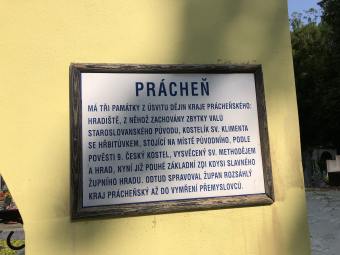 PRÁCHEŇ
MÁ TŘI PAMÁTKY Z ÚSVITU DĚJIN KRAJE PRÁCHEŇSKÉHO:
HRADIŠTĚ, Z NĚHOŽ ZACHOVÁNY ZBYTKY VALŮ
STAROSLOVANSKÉHO PŮVODU, KOSTELÍK SV. KLIMENTA
SE HŘBITŮVKEM, STOJÍCÍ NA MÍSTĚ PŮVODNÍHO, PODLE
POVĚSTI 9. ČESKÝ KOSTEL, VYSVĚCENÝ SV. METHODĚJEM
A HRAD, NYNÍ JIŽ POUHÉ ZÁKLADNÍ ZDI KDYSI SLAVNÉHO
ŽUPNÍHO HRADU. ODTUD SPRAVOVAL ŽUPAN ROZSÁHLÝ
KRAJ PRÁCHEŇSKÝ AŽ DO VYMŘENÍ PŘEMYSLOVCŮ.